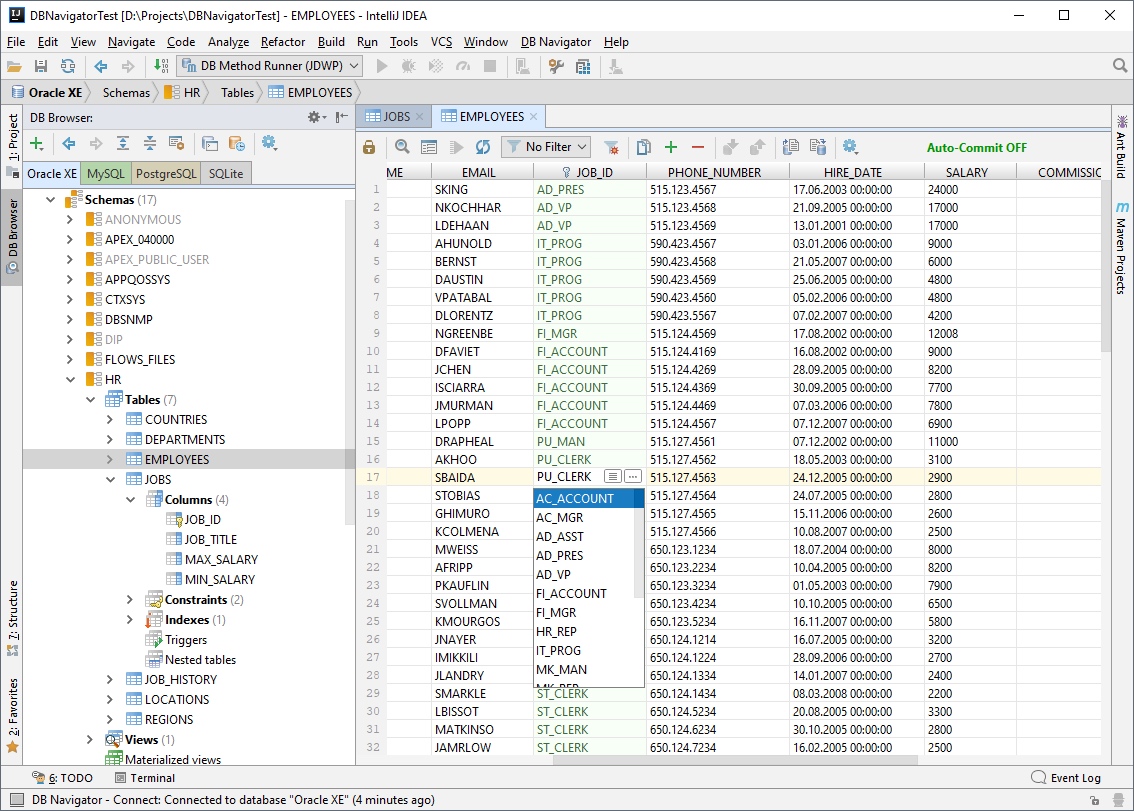 DBNavigatorTest [D:\Projects\DBNavigatorTest] - EMPLOYEES - IntelliJ IDEA
File Edit View Navigate Code Analyze Refactor Build Run Tools VCS Window DB Navigator Help
DB Method Runner (JDWP)
Oracle XE Schemas HR Tables EMPLOYEES
1: Project
DB Browser
7: Structure
2: Favorites
DB Browser:
Oracle XE MySQL PostgreSQL SQLite
Schemas (17)
ANONYMOUS
APEX_040000
APEX_PUBLIC_USER
APPQOSSYS
CTXSYS
DBSNMP
DIP
FLOWS_FILES
HR
Tables (7)
COUNTRIES
DEPARTMENTS
EMPLOYEES
JOBS
Columns (4)
JOB_ID
JOB_TITLE
MAX_SALARY
MIN_SALARY
Constraints (2)
Indexes (1)
Triggers
Nested tables
JOB_HISTORY
LOCATIONS
REGIONS
Views (1)
Materialized views
JOBS EMPLOYEES
No Filter Auto-Commit OFF
ME EMAIL JOB_ID PHONE_NUMBER HIRE_DATE SALARY COMMISSIC
1 SKING AD_PRES 515.123.4567 17.06.2003 00:00:00 24000
2 NKOCHHAR AD_VP 515.123.4568 21.09.2005 00:00:00 17000
3 LDEHAAN AD_VP 515.123.4569 13.01.2001 00:00:00 17000
4 AHUNOLD IT_PROG 590.423.4567 03.01.2006 00:00:00 9000
5 BERNST IT_PROG 590.423.4568 21.05.2007 00:00:00 6000
6 DAUSTIN IT_PROG 590.423.4569 25.06.2005 00:00:00 4800
7 VPATABAL IT_PROG 590.423.4560 05.02.2006 00:00:00 4800
8 DLORENTZ IT_PROG 590.423.5567 07.02.2007 00:00:00 4200
9 NGREENBE FI_MGR 515.124.4569 17.08.2002 00:00:00 12008
10 DFAVIET FI_ACCOUNT 515.124.4169 16.08.2002 00:00:00 9000
11 JCHEN FI_ACCOUNT 515.124.4269 28.09.2005 00:00:00 8200
12 ISCIARRA FI_ACCOUNT 515.124.4369 30.09.2005 00:00:00 7700
13 JMURMAN FI_ACCOUNT 515.124.4469 07.03.2006 00:00:00 7800
14 LPOPP FI_ACCOUNT 515.124.4567 07.12.2007 00:00:00 6900
15 DRAPHEAL PU_MAN 515.127.4561 07.12.2002 00:00:00 11000
16 AKHOO PU_CLERK 515.127.4562 18.05.2003 00:00:00 3100
17 SBAIDA PU_CLERK 515.127.4563 24.12.2005 00:00:00 2900
18 STOBIAS 515.127.4564 24.07.2005 00:00:00 2800
19 GHIMURO 515.127.4565 15.11.2006 00:00:00 2600
20 KCOLMENA 515.127.4566 10.08.2007 00:00:00 2500
21 MWEISS 650.123.1234 18.07.2004 00:00:00 8000
22 AFRIPP 650.123.2234 10.04.2005 00:00:00 8200
23 PKAUFLIN 650.123.3234 01.05.2003 00:00:00 7900
24 SVOLLMAN 650.123.4234 10.10.2005 00:00:00 6500
25 KMOURGOS 650.123.5234 16.11.2007 00:00:00 5800
26 JNAYER 650.124.1214 16.07.2005 00:00:00 3200
27 IMIKKILI 650.124.1224 28.09.2006 00:00:00 2700
28 JLANDRY 650.124.1334 14.01.2007 00:00:00 2400
29 SMARKLE ST_CLERK 650.124.1434 08.03.2008 00:00:00 2200
30 LBISSOT ST_CLERK 650.124.5234 20.08.2005 00:00:00 3300
31 MATKINSO ST_CLERK 650.124.6234 30.10.2005 00:00:00 2800
32 JAMRLOW ST_CLERK 650.124.7234 16.02.2005 00:00:00 2500
AC_ACCOUNT
AC_MGR
AD_ASST
AD_PRES
AD_VP
FI_ACCOUNT
FI_MGR
HR_REP
IT_PROG
MK_MAN
MK_REP
Ant Build
m Maven Projects
6: TODO Terminal Event Log
DB Navigator - Connect: Connected to database "Oracle XE" (4 minutes ago)